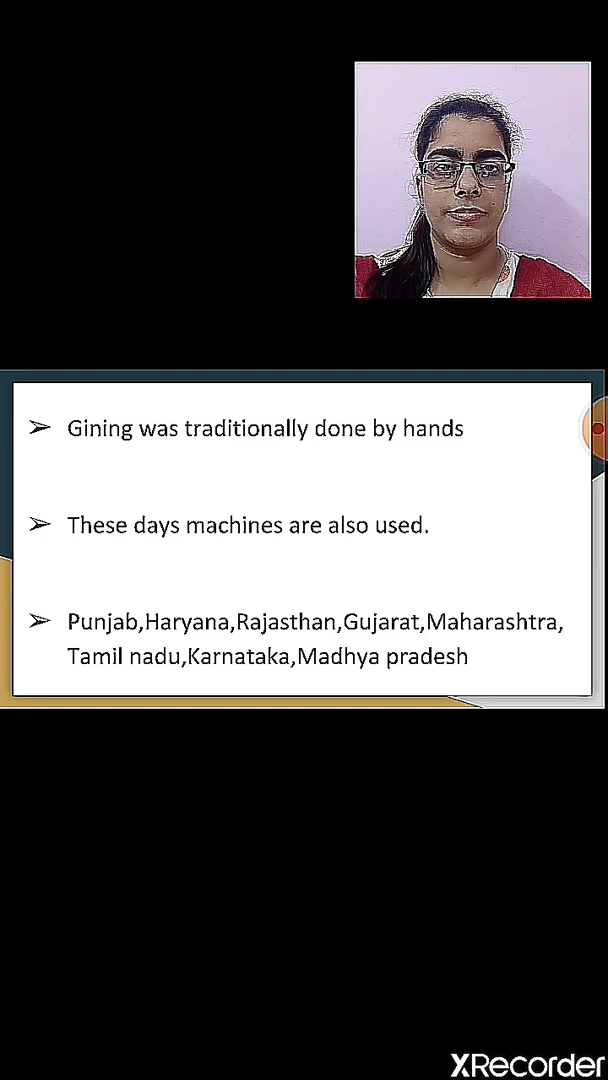 ➢ Gining was traditionally done by hands
➢ These days machines are also used.
➢ Punjab,Haryana,Rajasthan,Gujarat,Maharashtra,
Tamil nadu,Karnataka,Madhya pradesh
XRecorder